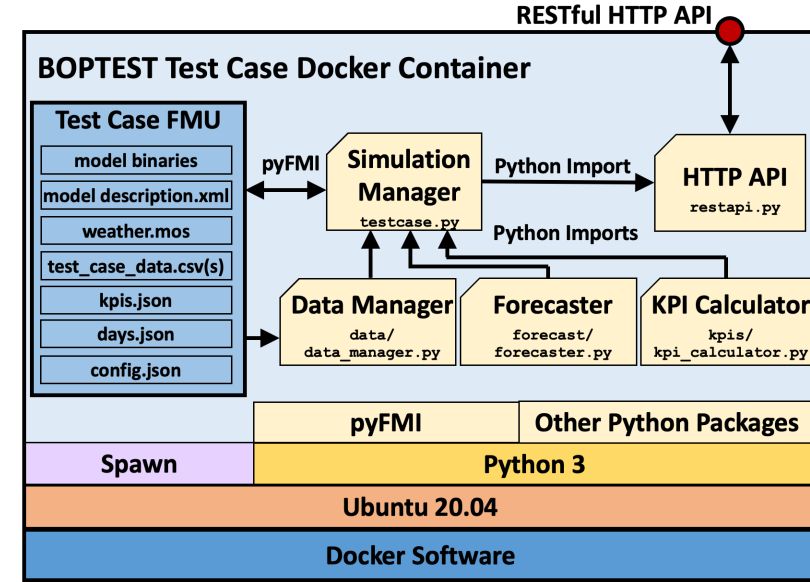 RESTful HTTP API
BOPTEST Test Case Docker Container
Test Case FMU
model binaries
model description.xml
weather.mos
test_case_data.csv(s)
kpis.json
days.json
config.json
pyFMI
Simulation
Manager
testcase.py
Python Import
HTTP API
restapi.py
Python Imports
Data Manager
data/
data_manager.py
Forecaster
forecast/
forecaster.py
KPI Calculator
kpis/
kpi_calculator.py
pyFMI
Other Python Packages
Spawn
Python 3
Ubuntu 20.04
Docker Software